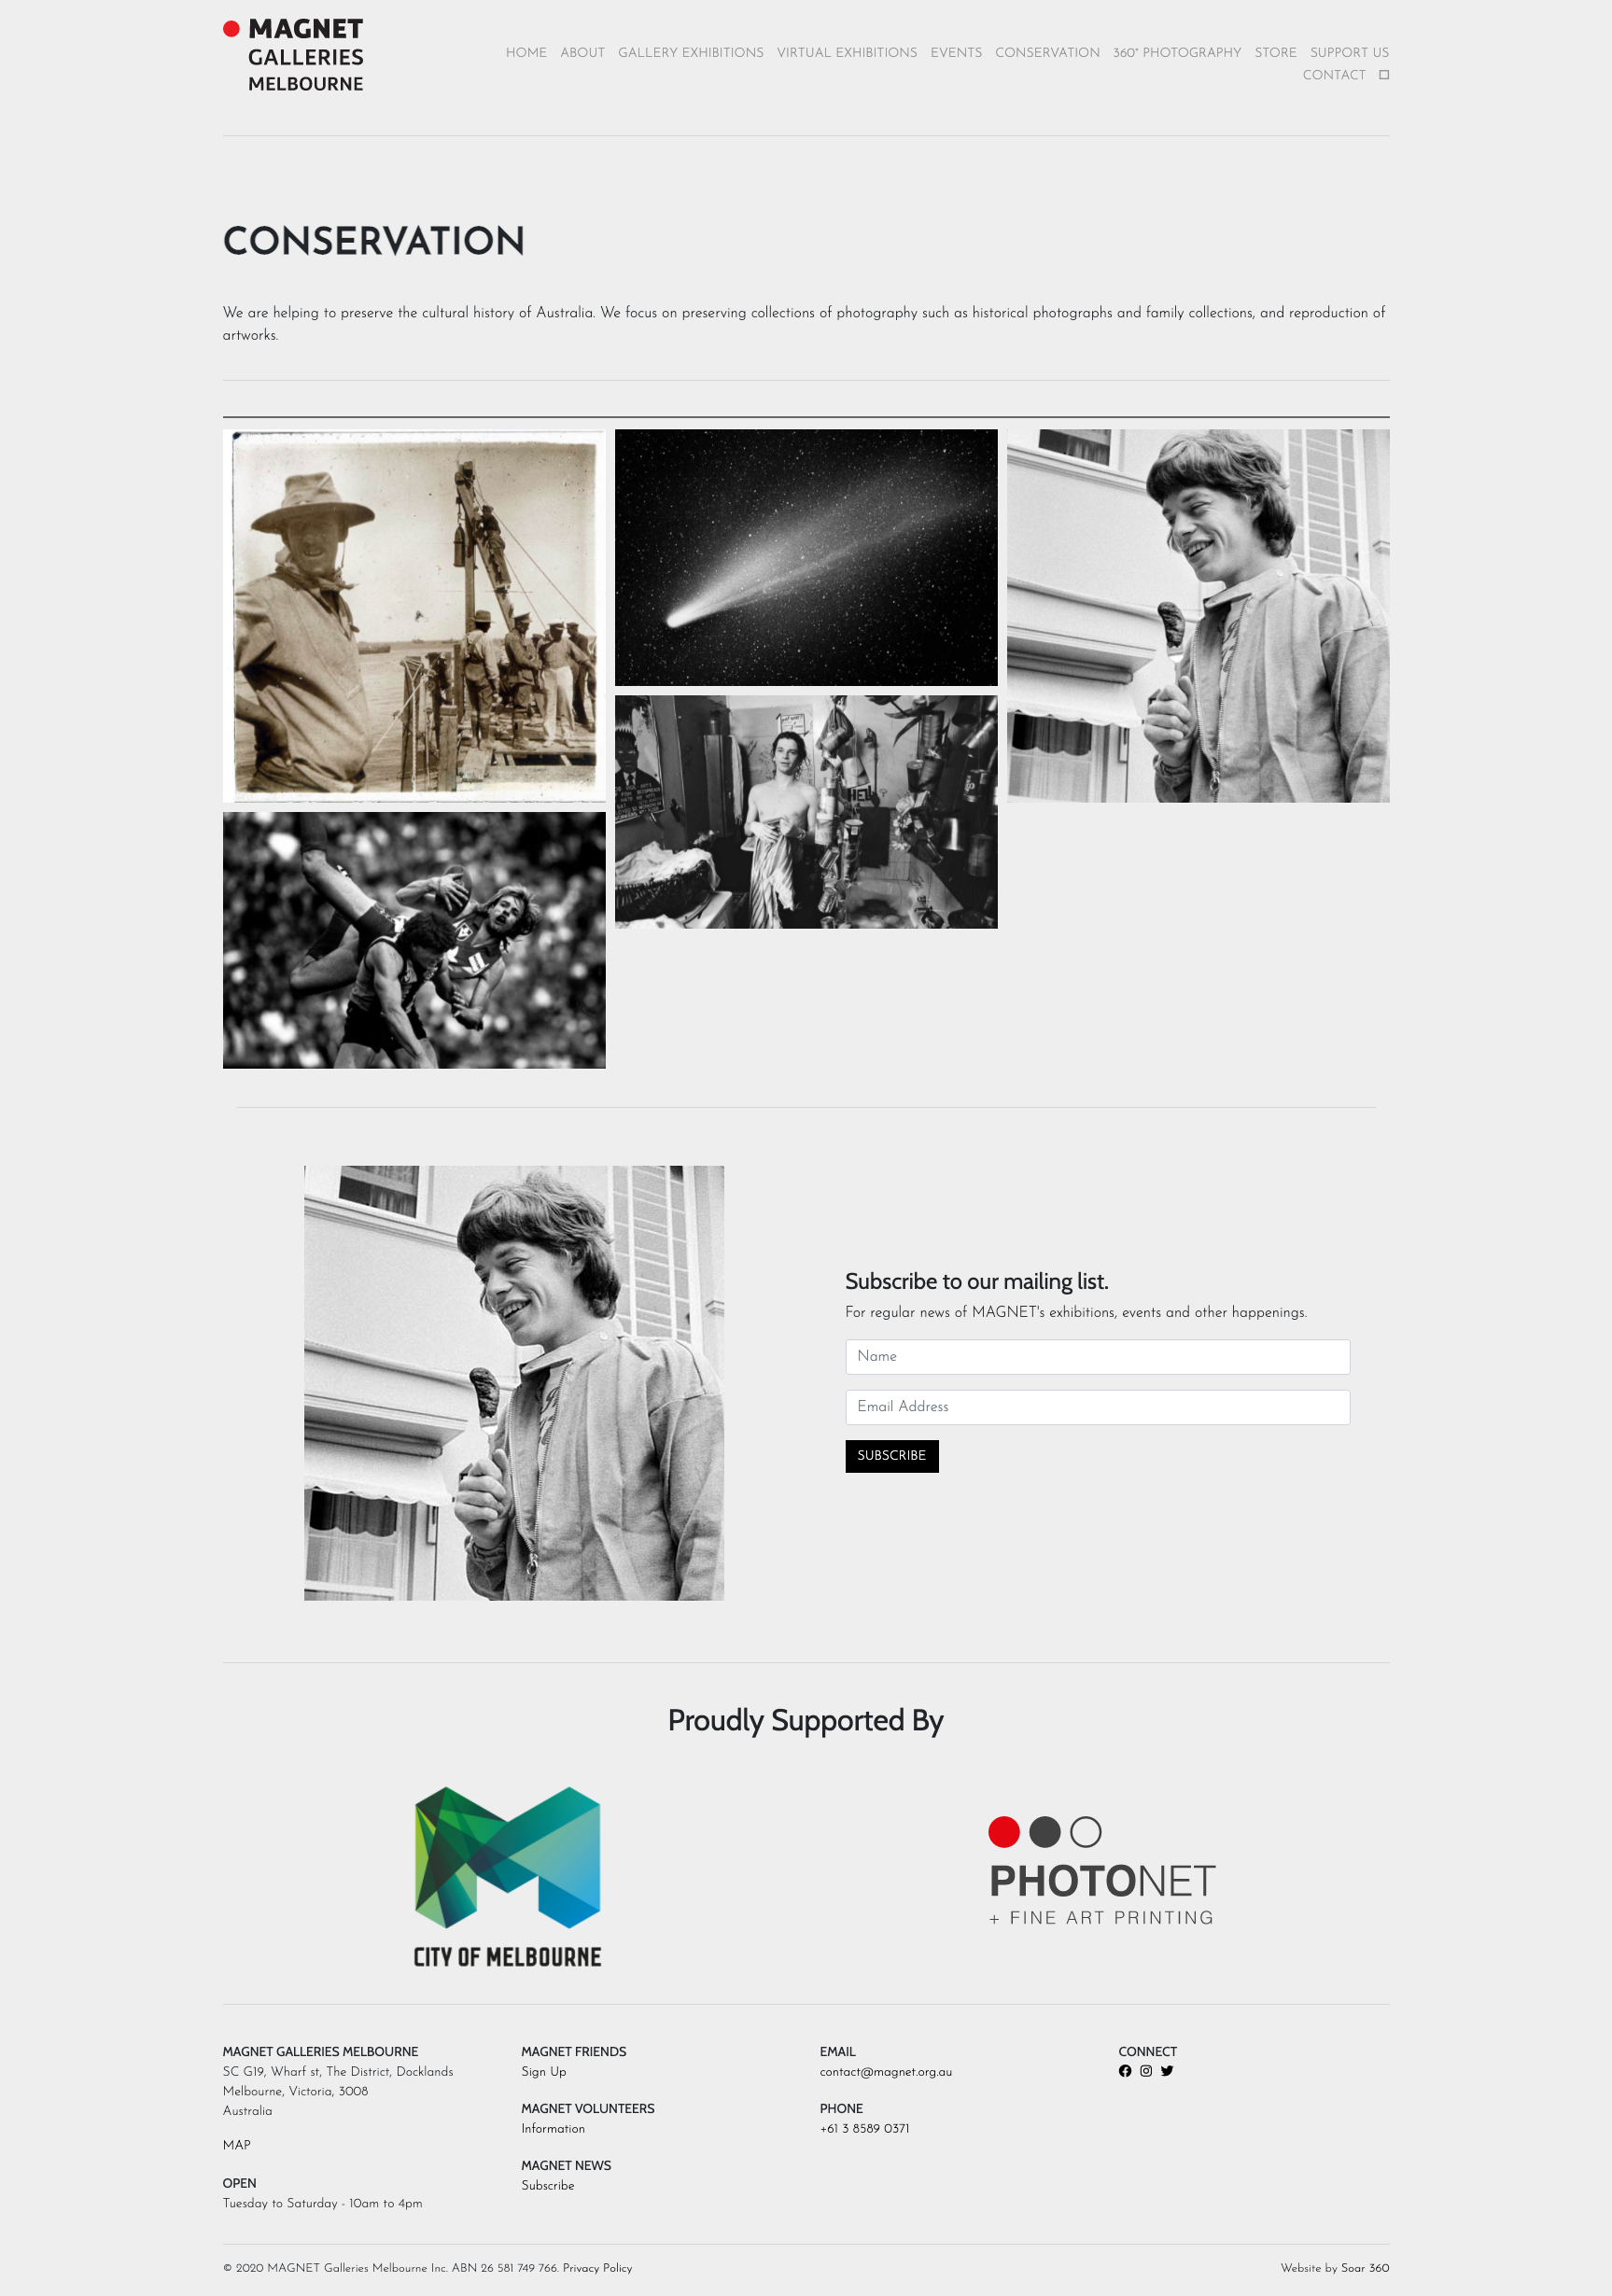 MAGNET
GALLERIES
MELBOURNE
HOME ABOUT GALLERY EXHIBITIONS VIRTUAL EXHIBITIONS EVENTS CONSERVATION 360° PHOTOGRAPHY STORE SUPPORT US
CONTACT
CONSERVATION
We are helping to preserve the cultural history of Australia. We focus on preserving collections of photography such as historical photographs and family collections, and reproduction of
artworks.
Subscribe to our mailing list.
For regular news of MAGNET's exhibitions, events and other happenings.
Name
Email Address
SUBSCRIBE
Proudly Supported By
CITY OF MELBOURNE
PHOTONET
+ FINE ART PRINTING
MAGNET GALLERIES MELBOURNE
SC G19, Wharf st, The District, Docklands
Melbourne, Victoria, 3008
Australia
MAP
OPEN
Tuesday to Saturday - 10am to 4pm
MAGNET FRIENDS
Sign Up
MAGNET VOLUNTEERS
Information
MAGNET NEWS
Subscribe
EMAIL
contact@magnet.org.au
PHONE
+61 3 8589 0371
CONNECT
© 2020 MAGNET Galleries Melbourne Inc. ABN 26 581 749 766. Privacy Policy
Website by Soar 360